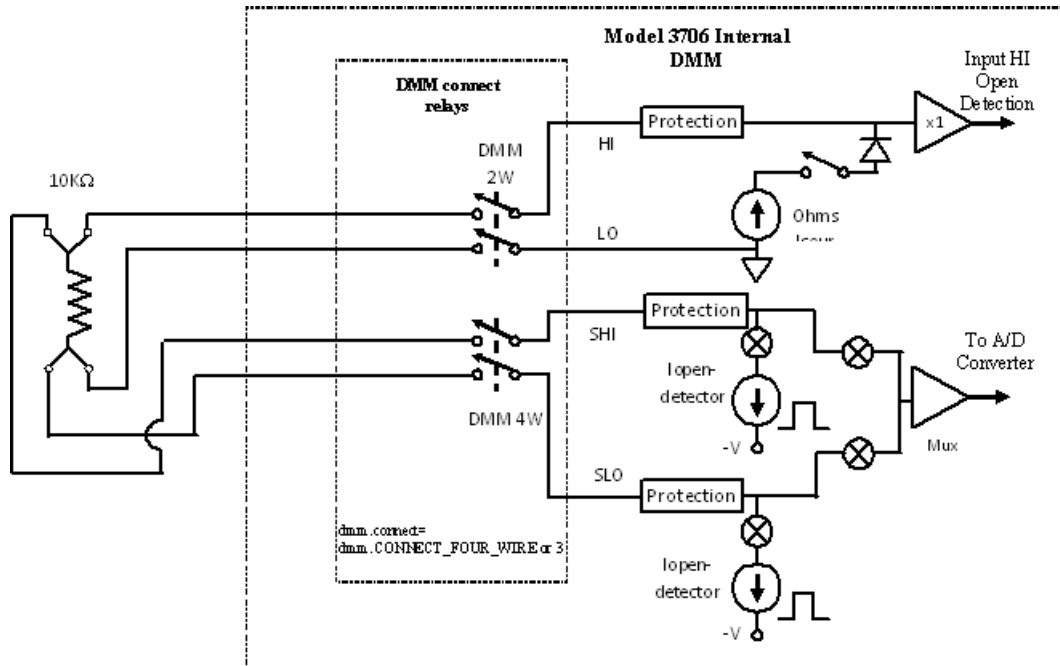 Model 3706 Internal
DMM
DMM connect
relays
Input HI
Open
Detection
Protection
x1
HI
DMM
2W
10KΩ
Ohms
LO
Protection
SHI
To A/D
Converter
Iopen-
detector
DMM 4W
-V
Mux
SLO
Protection
dmm.connect=
dmm.CONNECT_FOUR_WIRE or 3
Iopen-
detector
-V